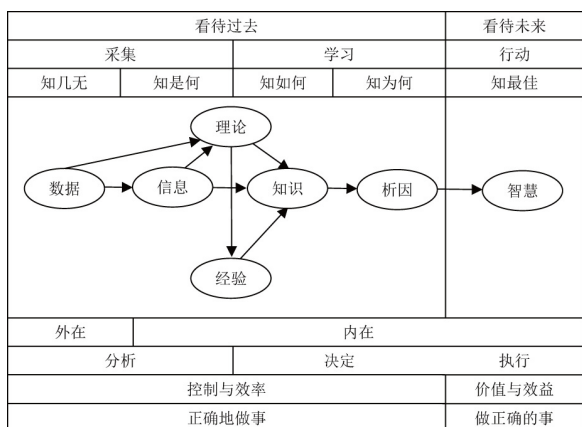 看待过去 看待未来
采集 学习 行动
知几无 知是何 知如何 知为何 知最佳
理论
数据 信息 知识 析因 智慧
经验
外在 内在
分析 决定 执行
控制与效率 价值与效益
正确地做事 做正确的事